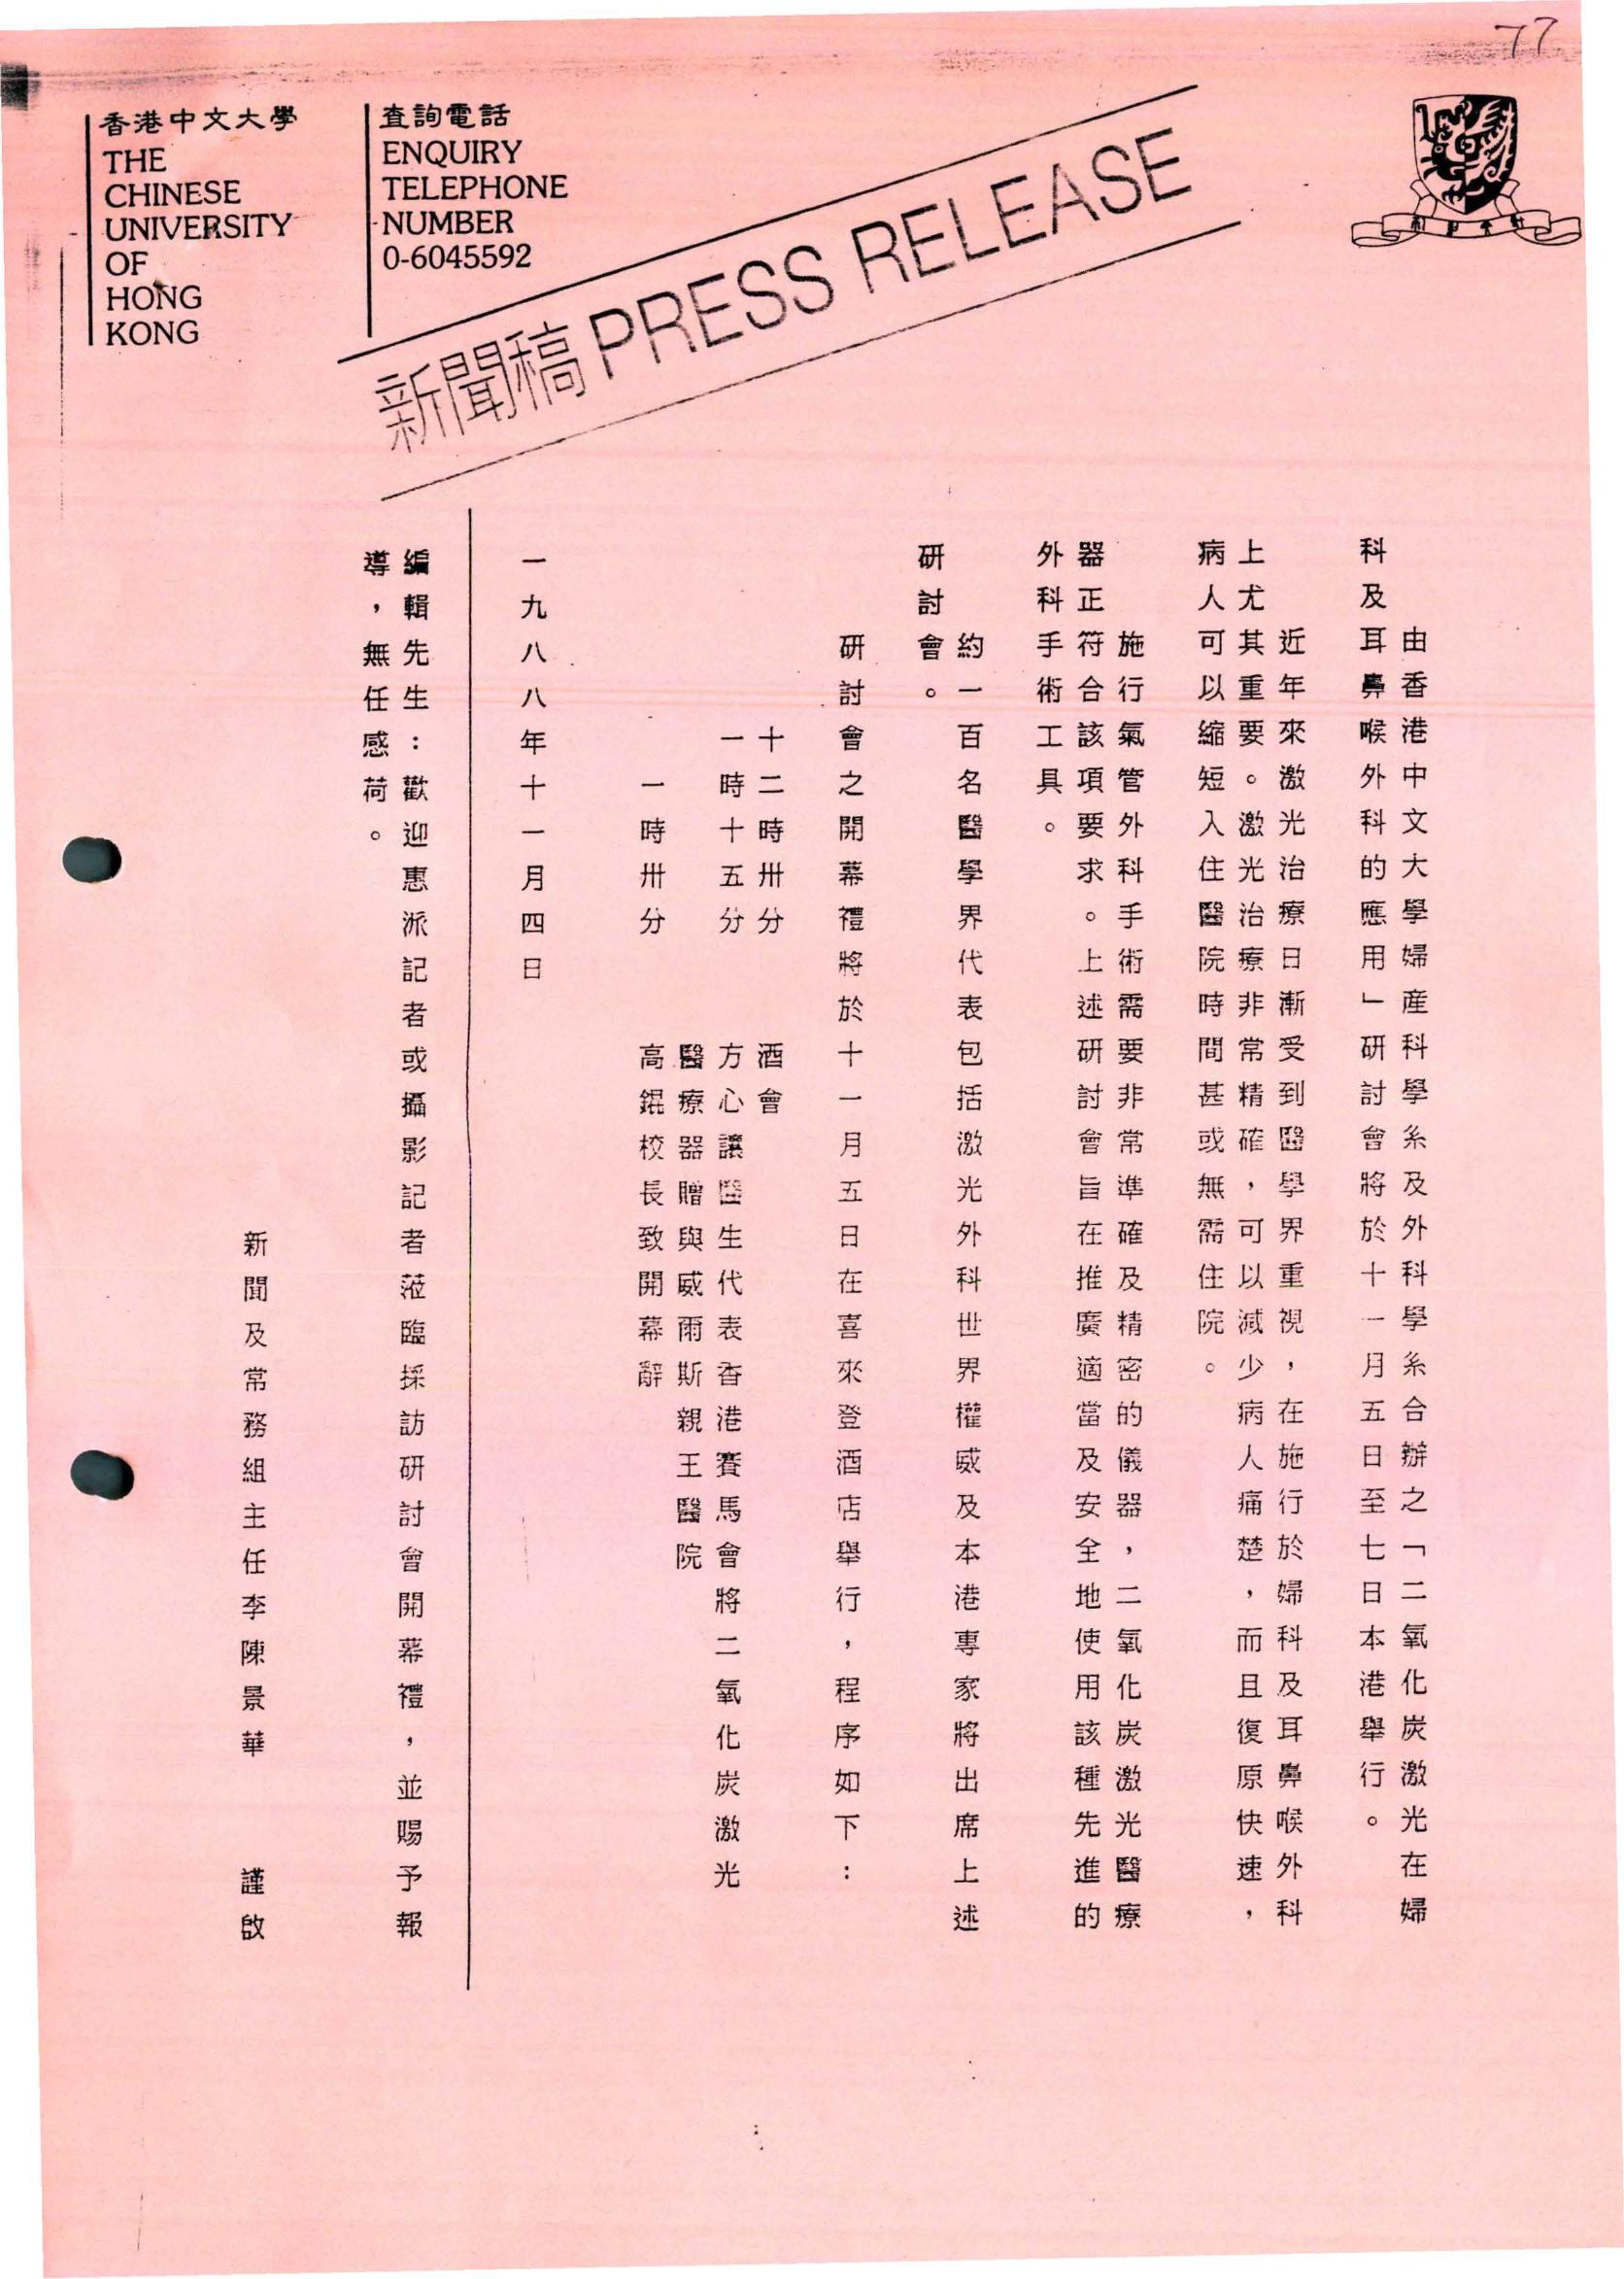 77
香港中文大學
THE
CHINESE
UNIVERSITY
OF
HONG
KONG
查詢電話
ENQUIRY
TELEPHONE
NUMBER
0-6045592
新聞稿 PRESS RELEASE
由香港中文大學婦產科學系及外科學系合辦之「二氧化炭激光在婦
科及耳鼻喉外科的應用」研討會將於十一月五日至七日本港舉行。
近年來激光治療日漸受到醫學界重視，在施行於婦科及耳鼻喉外科
上尤其重要。激光治療非常精確，可以減少病人痛楚，而且復原快速，
病人可以縮短入住醫院時間甚或無需住院。
施行氣管外科手術需要非常準確及精密的儀器，二氧化炭激光醫療
器正符合該項要求。上述研討會旨在推廣適當及安全地使用該種先進的
外科手術工具。
約一百名醫學界代表包括激光外科世界權威及本港專家將出席上述
研討會。
研討會之開幕禮將於十一月五日在喜來登酒店舉行，程序如下：
十二時卅分 酒會
一時十五分 方心讓醫生代表香港賽馬會將二氧化炭激光
醫療器贈與威雨斯親王醫院
一時卅分 高錕校長致開幕辭
一九八八年十一月四日
編輯先生：歡迎惠派記者或攝影記者蒞臨採訪研討會開幕禮，並賜予報
導，無任感荷。
新聞及常務組主任李陳景華 謹啟